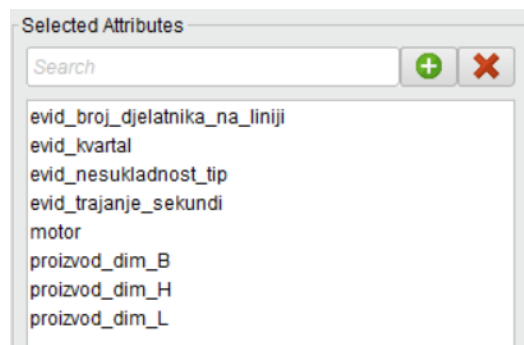 Selected Attributes
Search
evid_broj_djelatnika_na_liniji
evid_kvartal
evid_nesukladnost_tip
evid_trajanje_sekundi
motor
proizvod_dim_B
proizvod_dim_H
proizvod_dim_L